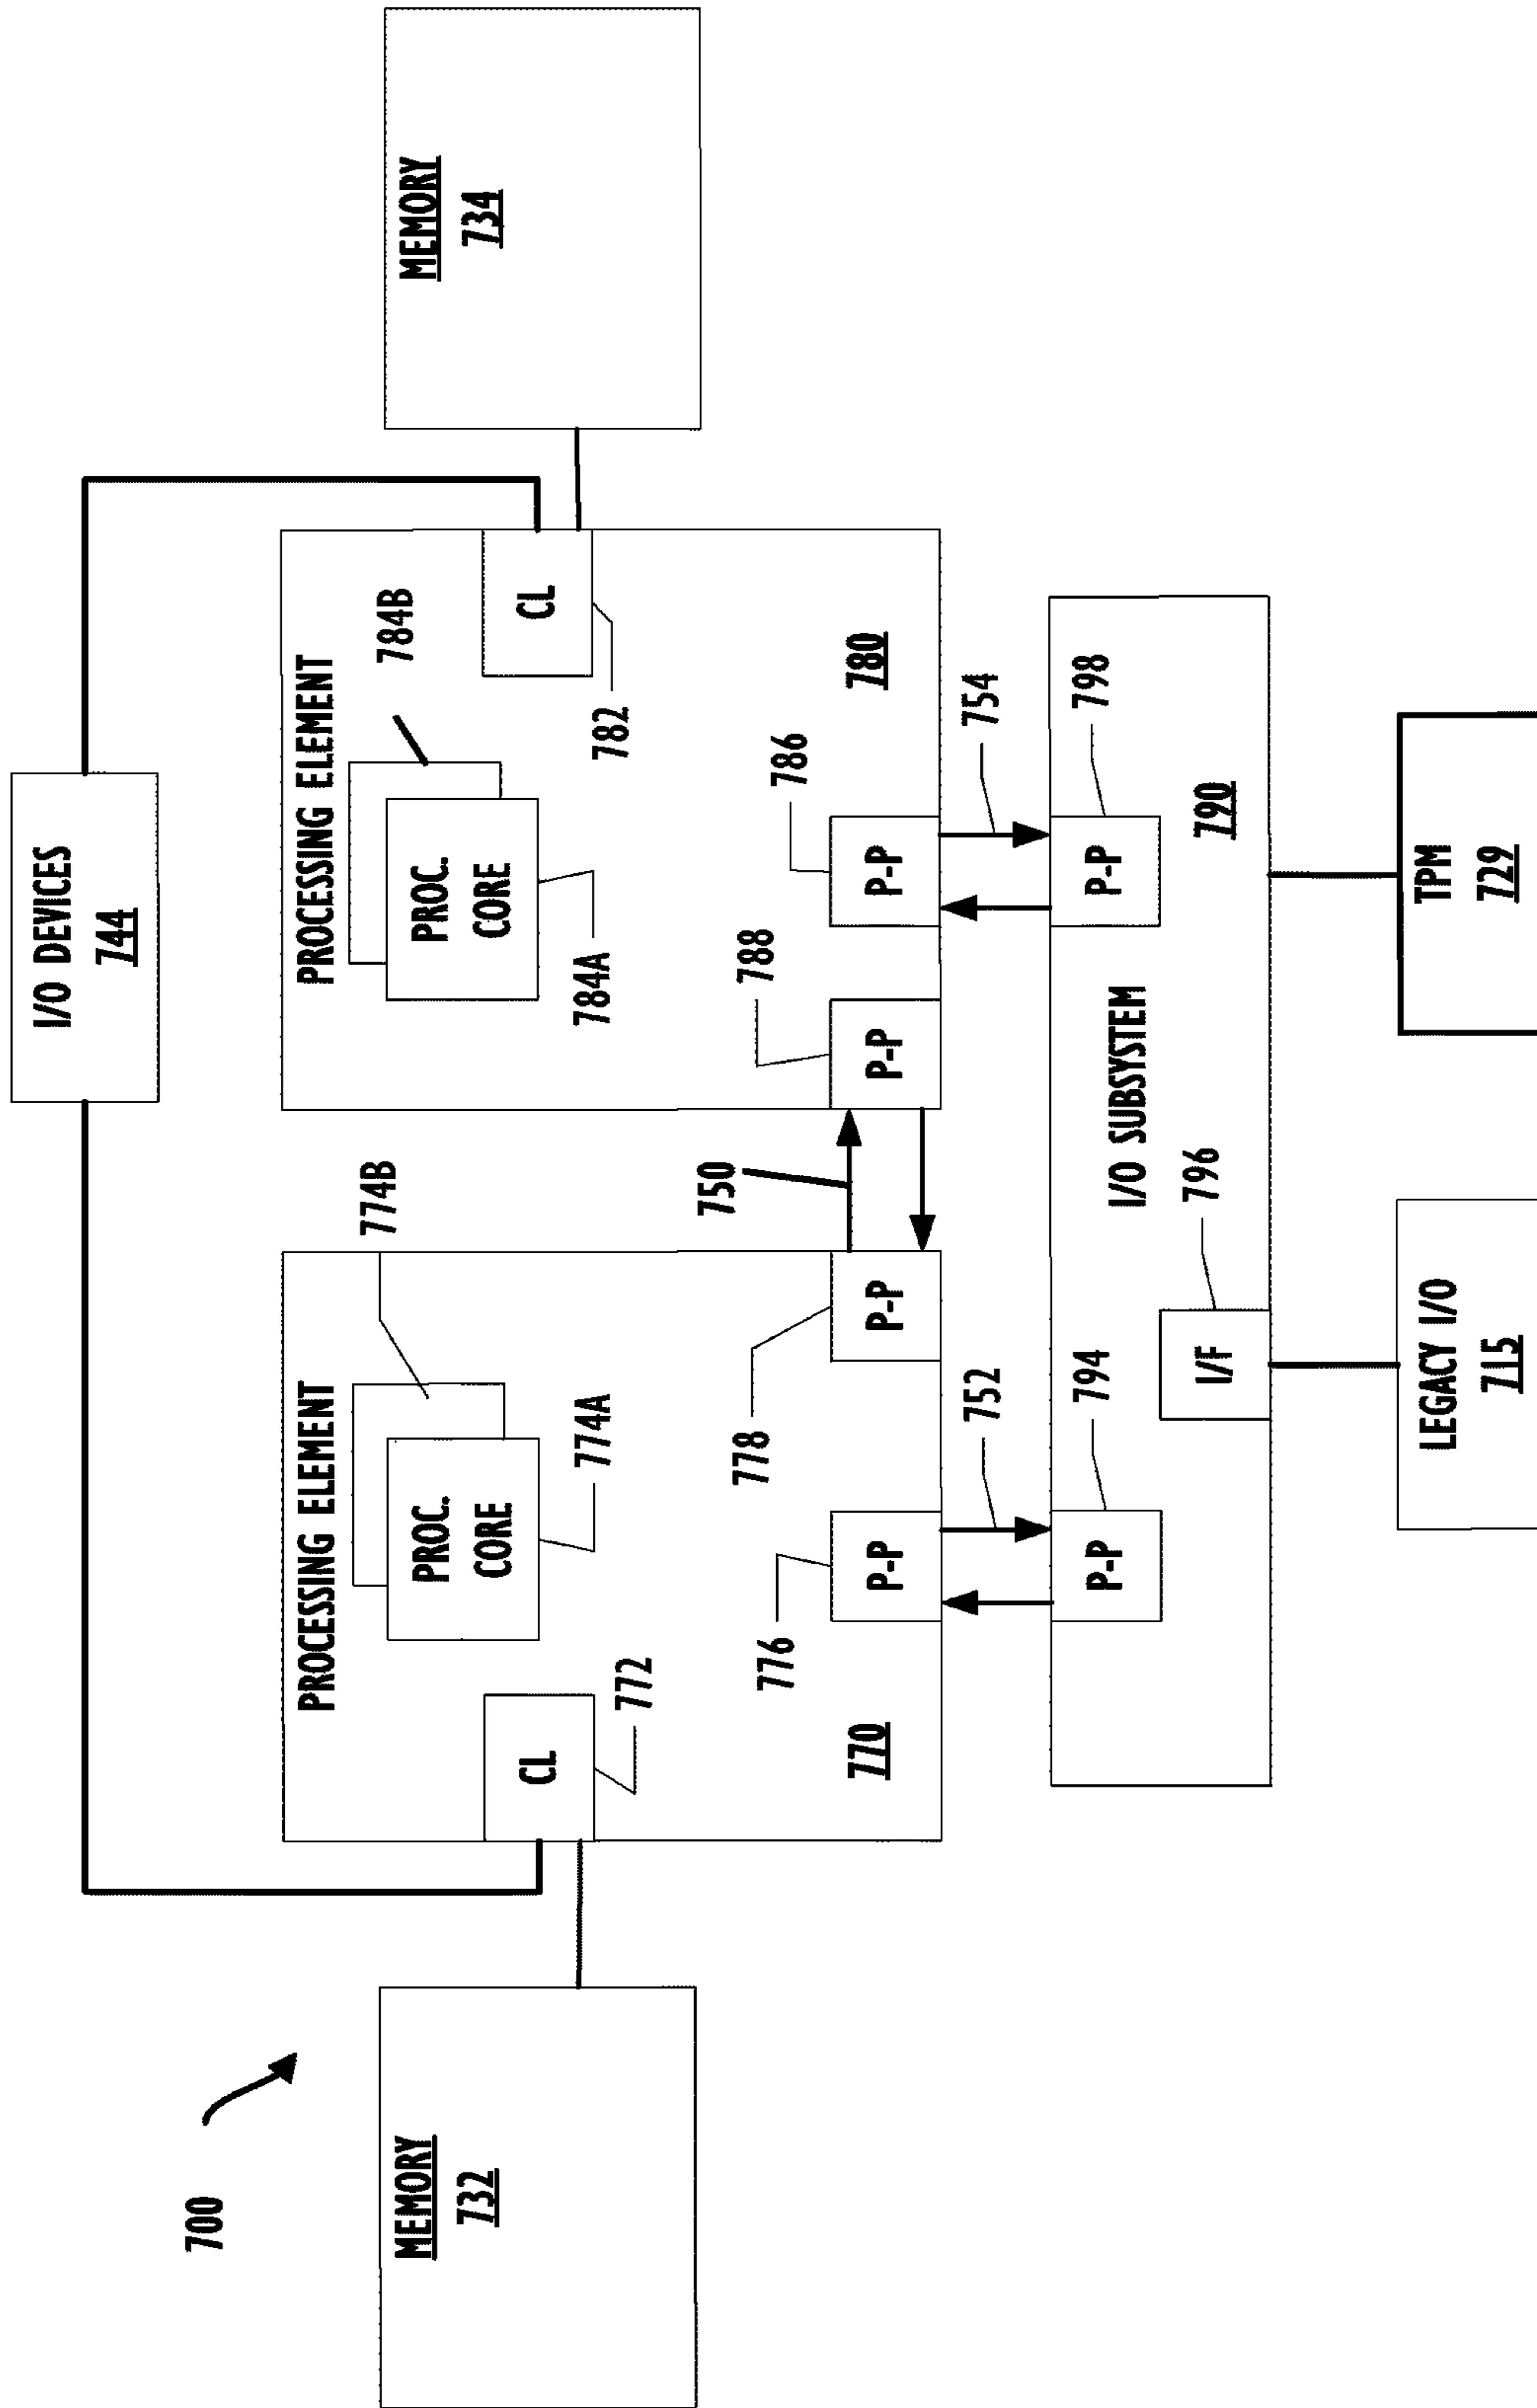 700
I/O DEVICES
744
MEMORY
732
PROCESSING ELEMENT
774B
PROC.
CORE
774A
CL
772
778
P-P
776
P-P
770
750
PROCESSING ELEMENT
784B
PROC.
CORE
784A
CL
782
788
P-P
786
P-P
780
MEMORY
734
752
754
794
P-P
I/O SUBSYSTEM
796
I/F
798
P-P
790
LEGACY I/O
715
TPM
729